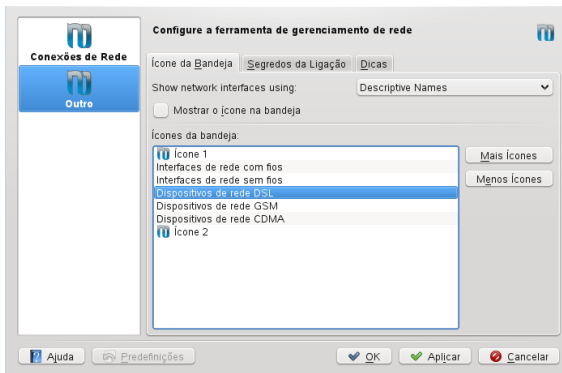 Conexões de Rede
Outro
Configure a ferramenta de gerenciamento de rede
Ícone da Bandeja
Segredos da Ligação
Dicas
Show network interfaces using:
Descriptive Names
Mostrar o ícone na bandeja
Ícones da bandeja:
Ícone 1
Interfaces de rede com fios
Interfaces de rede sem fios
Dispositivos de rede DSL
Dispositivos de rede GSM
Dispositivos de rede CDMA
Ícone 2
Mais Ícones
Menos Ícones
Ajuda
Predefinições
OK
Aplicar
Cancelar